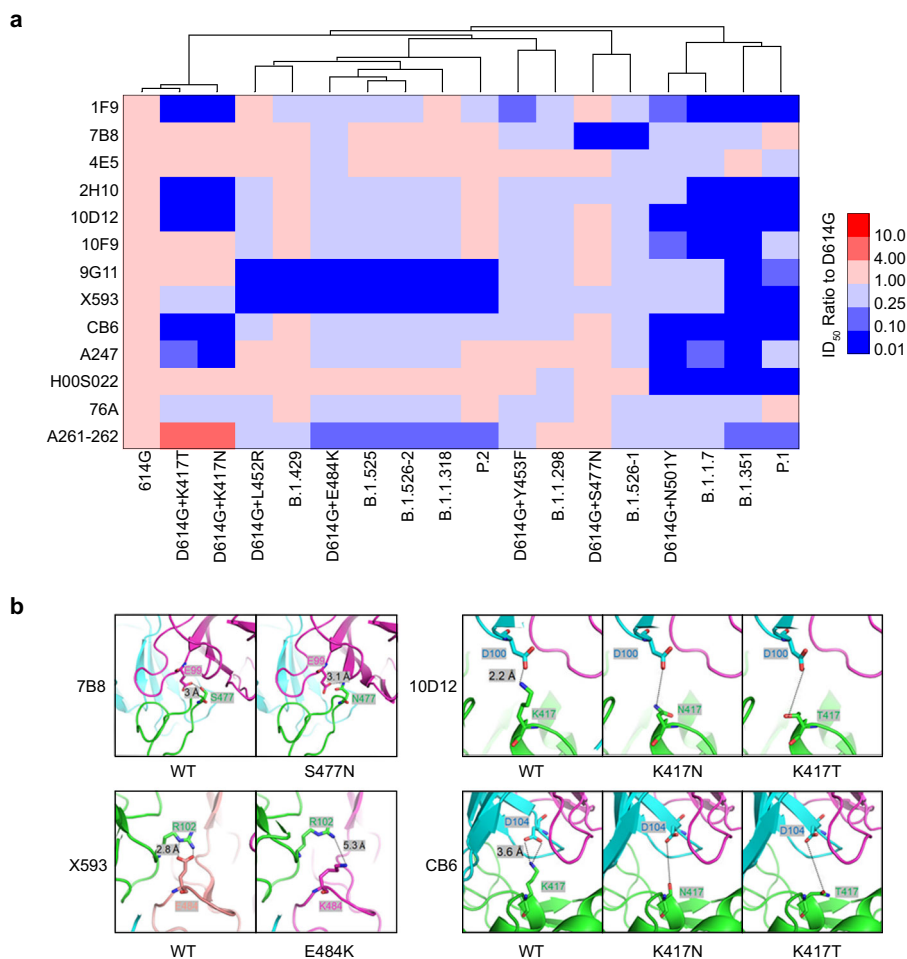 a
1F9
7B8
4E5
2H10
10D12
10F9
9G11
X593
CB6
A247
H00S022
76A
A261-262
614G
D614G+K417T
D614G+K417N
D614G+L452R
B.1.429
D614G+E484K
B.1.525
B.1.526-2
B.1.1.318
P.2
D614G+Y453F
B.1.1.298
D614G+S477N
B.1.526-1
D614G+N501Y
B.1.1.7
B.1.351
P.1
ID50 Ratio to D614G
10.0
4.00
1.00
0.25
0.10
0.01
b
7B8
E99
3 Å
S477
WT
E99
3.1 Å
N477
S477N
10D12
D100
2.2 Å
K417
WT
D100
N417
K417N
D100
T417
K417T
X593
R102
2.8 Å
E484
WT
R102
5.3 Å
K484
E484K
CB6
D104
3.6 Å
K417
WT
D104
N417
K417N
D104
T417
K417T